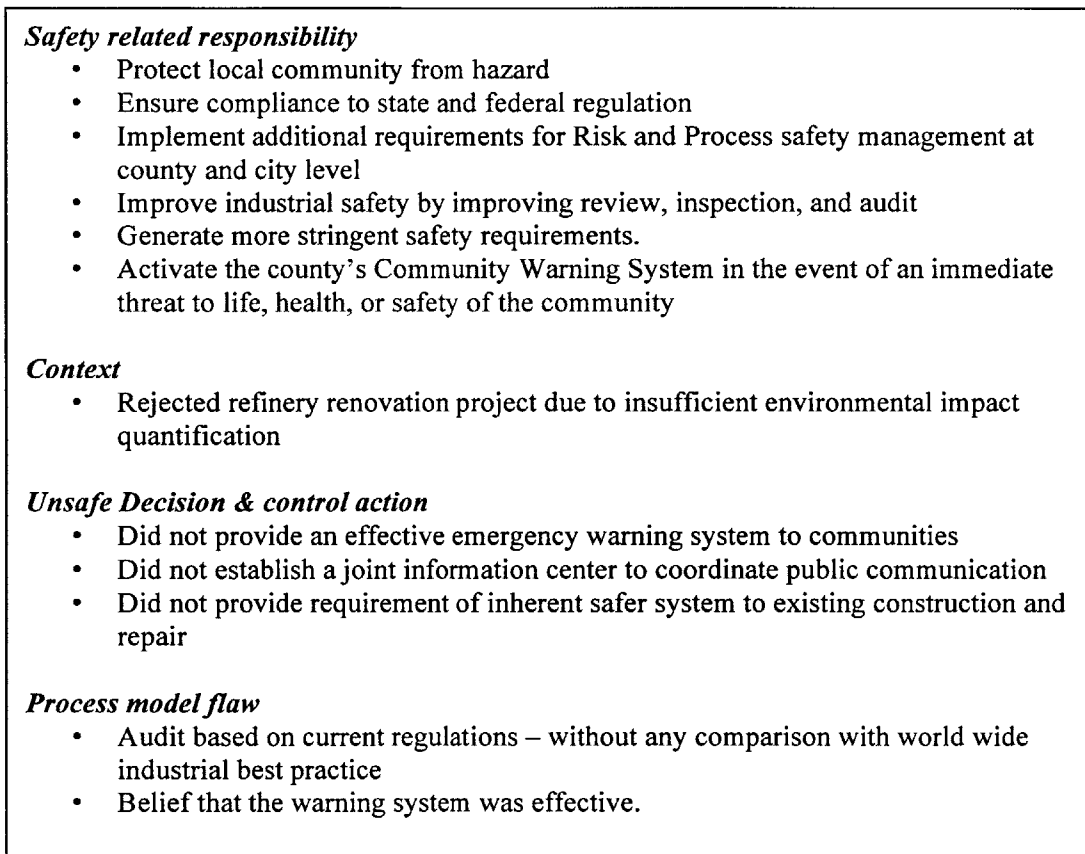 Safety related responsibility
• Protect local community from hazard
• Ensure compliance to state and federal regulation
• Implement additional requirements for Risk and Process safety management at
county and city level
• Improve industrial safety by improving review, inspection, and audit
• Generate more stringent safety requirements.
• Activate the county's Community Warning System in the event of an immediate
threat to life, health, or safety of the community
Context
• Rejected refinery renovation project due to insufficient environmental impact
quantification
Unsafe Decision & control action
• Did not provide an effective emergency warning system to communities
• Did not establish a joint information center to coordinate public communication
• Did not provide requirement of inherent safer system to existing construction and
repair
Process model flaw
• Audit based on current regulations – without any comparison with world wide
industrial best practice
• Belief that the warning system was effective.